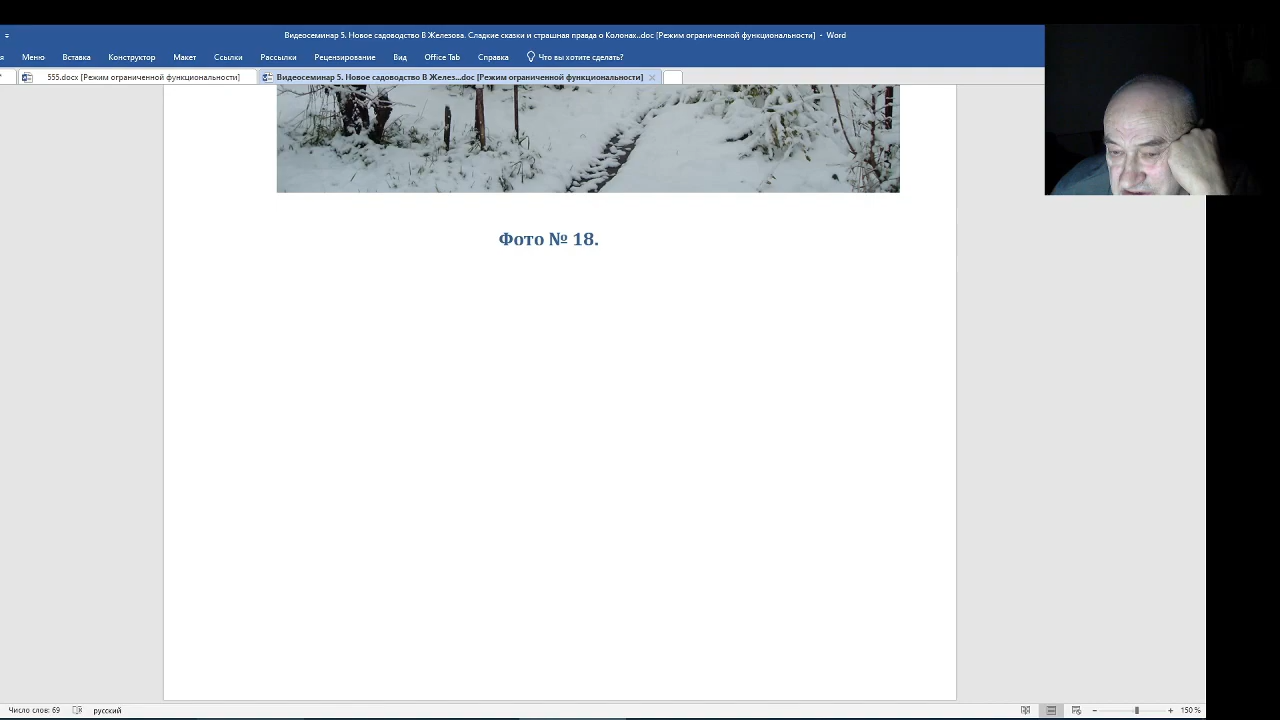 Видеосеминар 5. Новое садоводство В Железова. Сладкие сказки и страшная правда о Колонак..doc [Режим ограниченной функциональности] - Word
я Меню Вставка Конструктор Макет Ссылки Рассылки Рецензирование Вид Office Tab Справка Что вы хотите сделать?
555.docx [Режим ограниченной функциональности] Видеосеминар 5. Новое садоводство В Желез...doc [Режим ограниченной функциональности]
Фото № 18.
Число слов: 69 русский 150 %